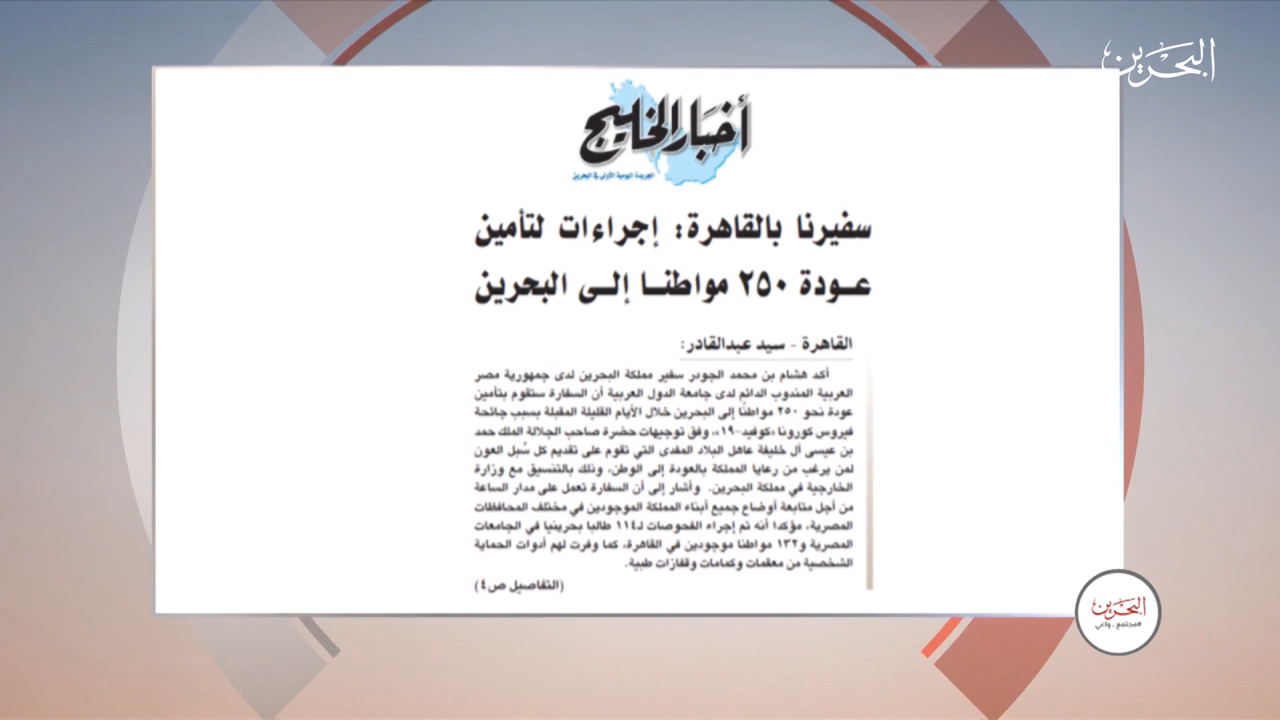 البحرين
أخبار الخليج
الجريدة اليومية الأولى في البحرين
سفيرنا بالقاهرة: إجراءات لتأمين
عـودة ٢٥٠ مواطنـا إلـى البحرين
القاهرة - سيد عبدالقادر:
أكد هشام بن محمد الجودر سفير مملكة البحرين لدى جمهورية مصر
العربية المندوب الدائم لدى جامعة الدول العربية أن السفارة ستقوم بتأمين
عودة نحو ٢٥٠ مواطنًا إلى البحرين خلال الأيام القليلة المقبلة بسبب جائحة
فيروس كورونا «كوفيد-١٩»، وفق توجيهات حضرة صاحب الجلالة الملك حمد
بن عيسى آل خليفة عاهل البلاد المفدى التي تقوم على تقديم كل سُبل العون
لمن يرغب من رعايا المملكة بالعودة إلى الوطن، وذلك بالتنسيق مع وزارة
الخارجية في مملكة البحرين. وأشار إلى أن السفارة تعمل على مدار الساعة
من أجل متابعة أوضاع جميع أبناء المملكة الموجودين في مختلف المحافظات
المصرية، مؤكدا أنه تم إجراء الفحوصات لـ١١٤ طالبا بحرينيا في الجامعات
المصرية و١٣٢ مواطنا موجودين في القاهرة، كما وفرت لهم أدوات الحماية
الشخصية من معقمات وكمامات وقفازات طبية.
(التفاصيل ص٤)
البحرين
#مجتمع_واعي